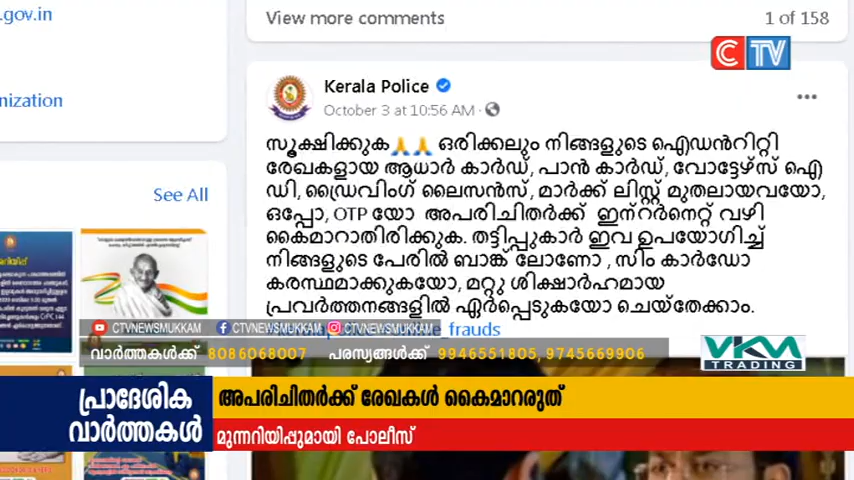 .gov.in
View more comments
1 of 158
CTV
Kerala Police
nization
October 3 at 10:56 AM
സൂക്ഷിക്കുക🙏🙏 ഒരിക്കലും നിങ്ങളുടെ ഐഡൻറിറ്റി
രേഖകളായ ആധാർ കാർഡ്, പാൻ കാർഡ്, വോട്ടേഴ്സ് ഐ
ഡി, ഡ്രൈവിംഗ് ലൈസൻസ്, മാർക്ക് ലിസ്റ്റ് മുതലായവയോ,
See All
ഒപ്പോ, OTP യോ അപരിചിതർക്ക് ഇന്റർനെറ്റ് വഴി
കൈമാറാതിരിക്കുക. തട്ടിപ്പുകാർ ഇവ ഉപയോഗിച്ച്
നിങ്ങളുടെ പേരിൽ ബാങ്ക് ലോണോ , സിം കാർഡോ
കരസ്ഥമാക്കുകയോ, മറ്റു ശിക്ഷാർഹമായ
പ്രവർത്തനങ്ങളിൽ ഏർപ്പെടുകയോ ചെയ്തേക്കാം.
frauds
CTVNEWSMUKKAM CTVNEWSMUKKAM CTVNEWSMUKKAM
വാർത്തകൾക്ക് 8086068007 പരസ്യങ്ങൾക്ക് 9946551805, 9745669906
VKM
TRADING
പ്രാദേശിക
വാർത്തകൾ
അപരിചിതർക്ക് രേഖകൾ കൈമാറരുത്
മുന്നറിയിപ്പുമായി പോലീസ്